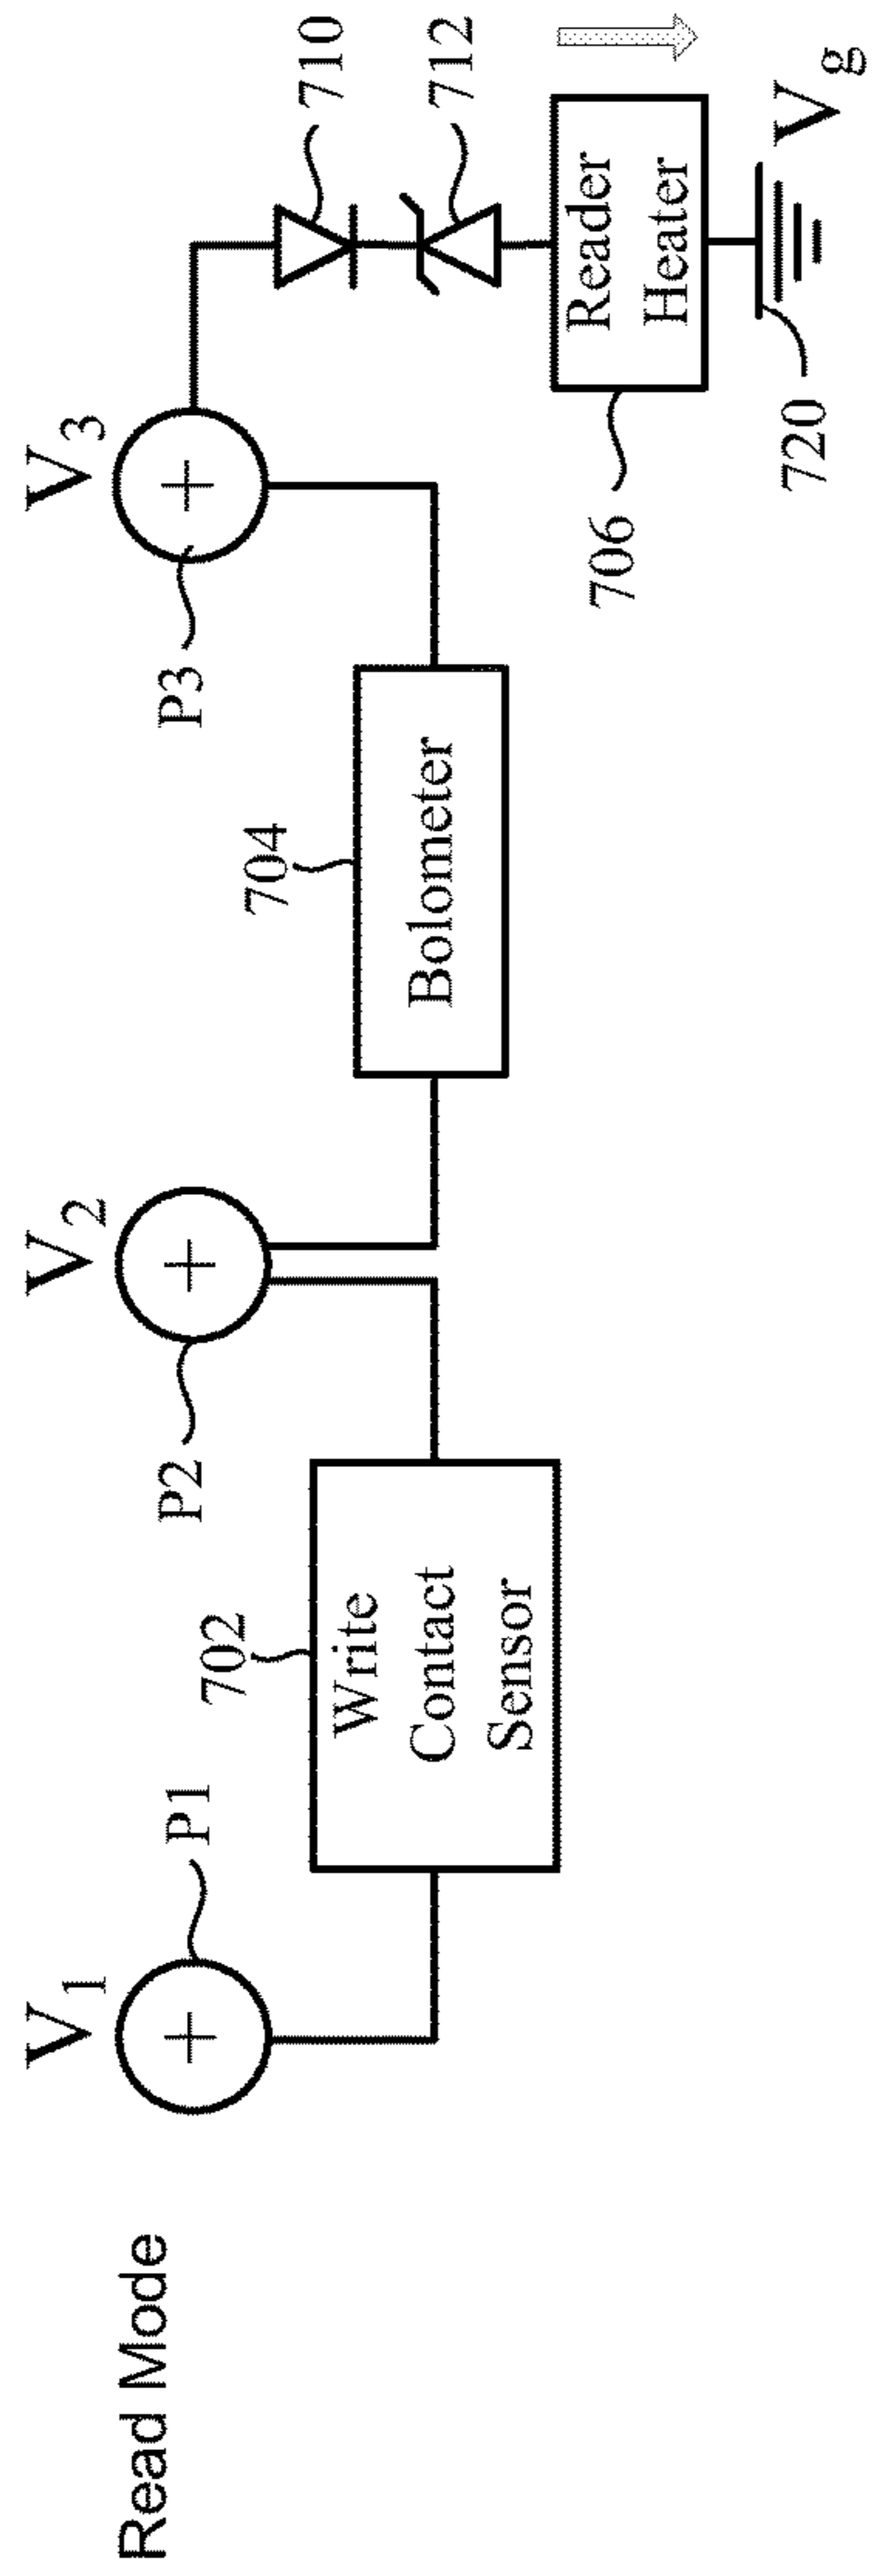 Read Mode
V1
+
P1
702
Write
Contact
Sensor
V2
+
P2
704
Bolometer
V3
+
P3
710
712
Reader
Heater
706
720
Vg